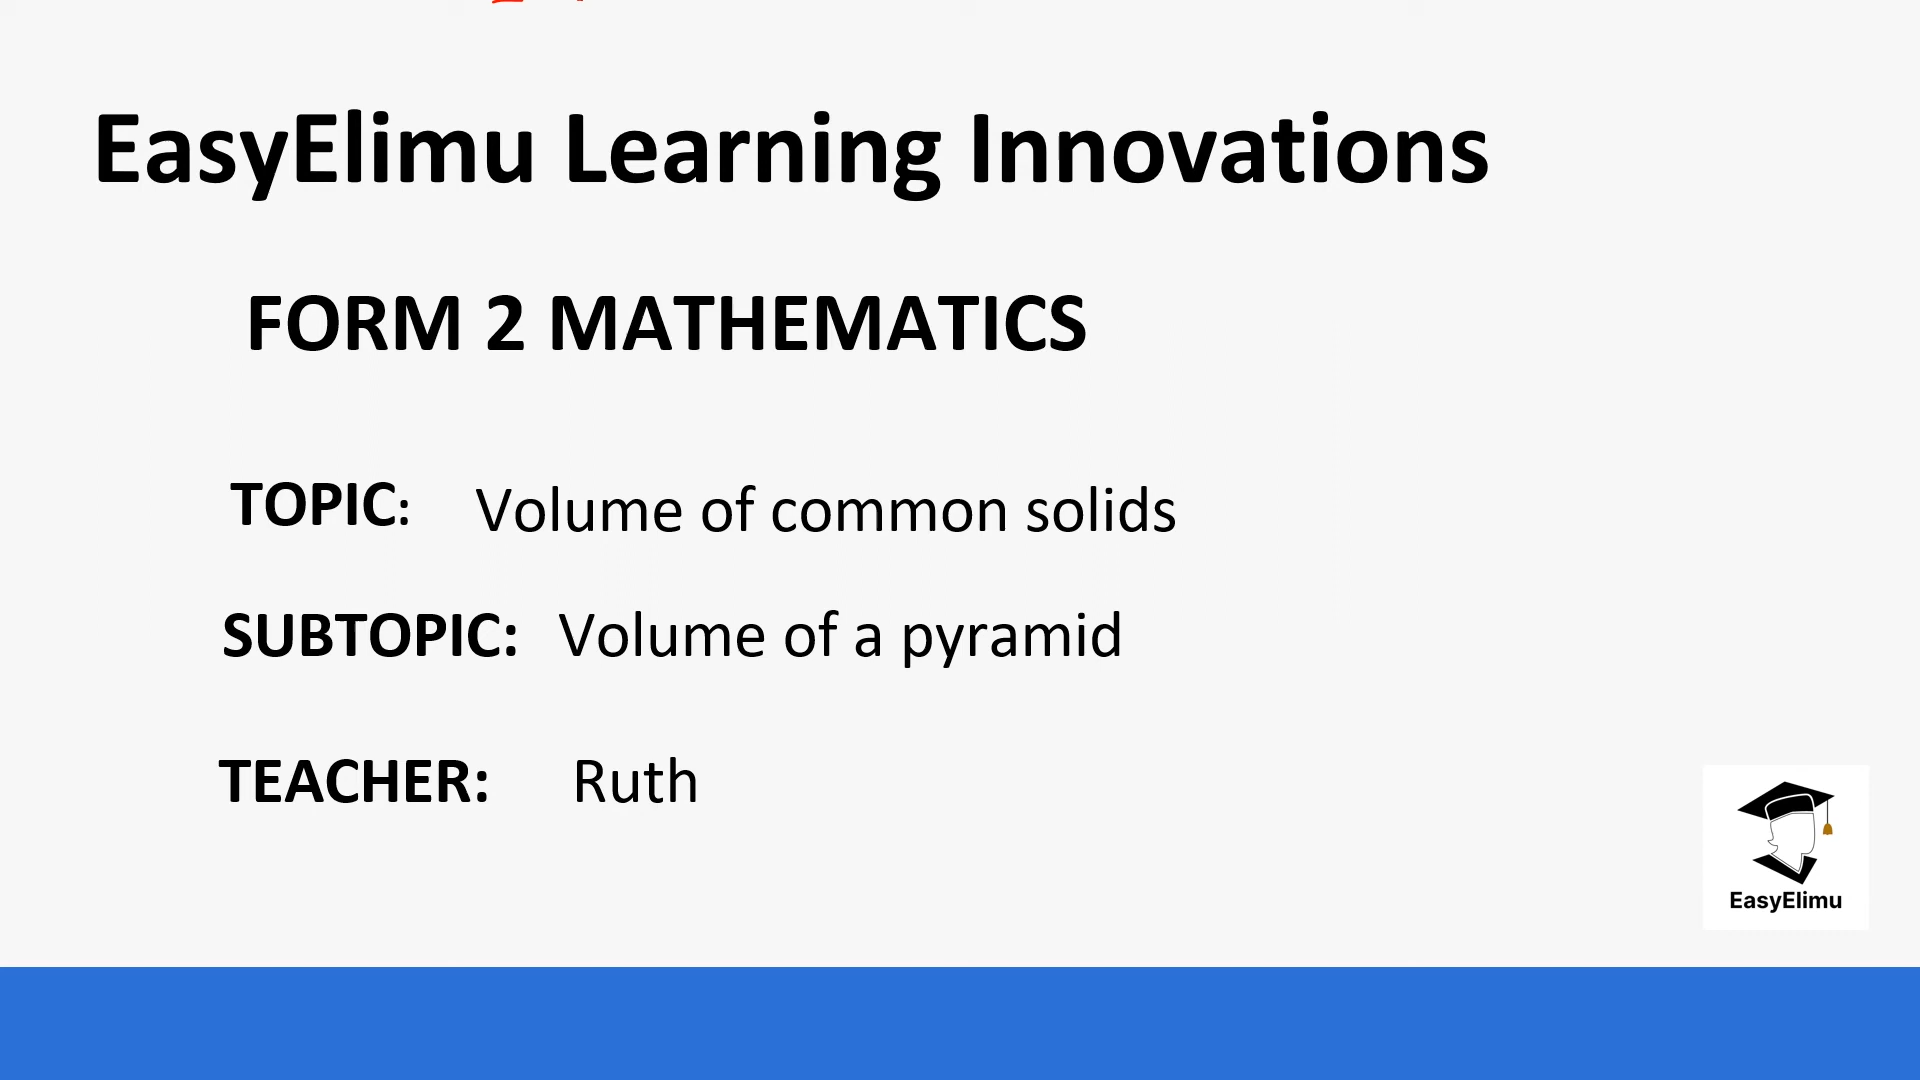 EasyElimu Learning Innovations
FORM 2 MATHEMATICS
TOPIC: Volume of common solids
SUBTOPIC: Volume of a pyramid
TEACHER: Ruth
EasyElimu